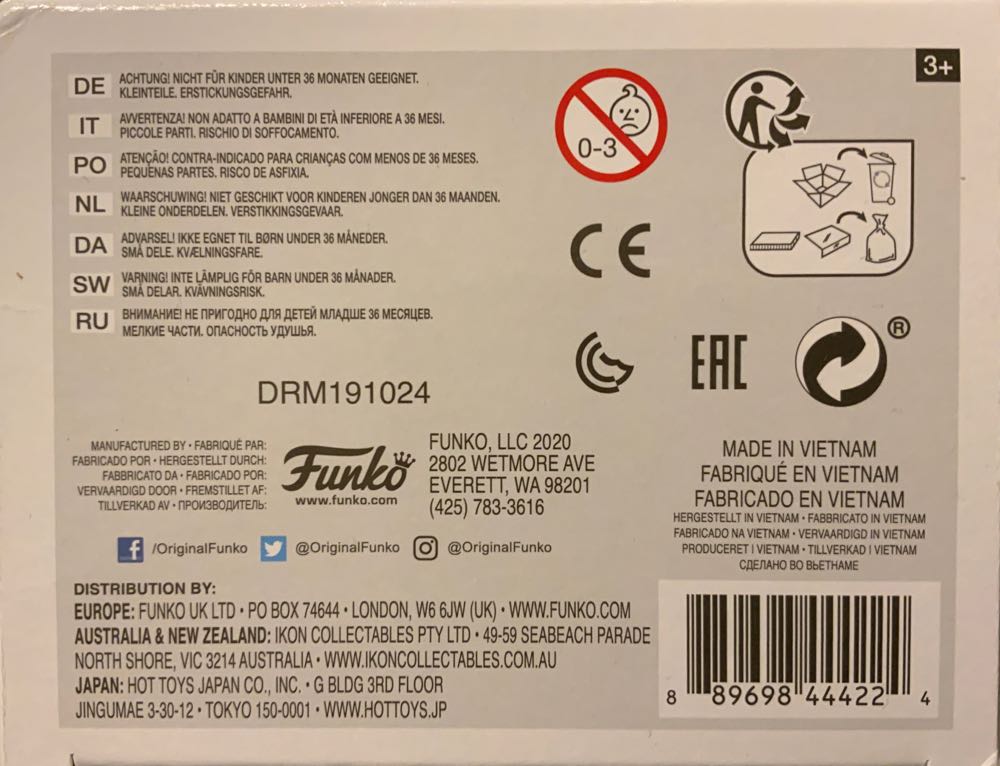 3+
DE
ACHTUNG! NICHT FÜR KINDER UNTER 36 MONATEN GEEIGNET.
KLEINTEILE. ERSTICKUNGSGEFAHR.
IT
AVVERTENZA! NON ADATTO A BAMBINI DI ETÀ INFERIORE A 36 MESI.
PICCOLE PARTI. RISCHIO DI SOFFOCAMENTO.
PO
ATENÇÃO! CONTRA-INDICADO PARA CRIANÇAS COM MENOS DE 36 MESES.
PEQUENAS PARTES. RISCO DE ASFIXIA.
NL
WAARSCHUWING! NIET GESCHIKT VOOR KINDEREN JONGER DAN 36 MAANDEN.
KLEINE ONDERDELEN. VERSTIKKINGSGEVAAR.
DA
ADVARSEL! IKKE EGNET TIL BØRN UNDER 36 MÅNEDER.
SMÅ DELE. KVÆLNINGSFARE.
SW
VARNING! INTE LÄMPLIG FÖR BARN UNDER 36 MÅNADER.
SMÅ DELAR. KVÄVNINGSRISK.
RU
ВНИМАНИЕ! НЕ ПРИГОДНО ДЛЯ ДЕТЕЙ МЛАДШЕ 36 МЕСЯЦЕВ.
МЕЛКИЕ ЧАСТИ. ОПАСНОСТЬ УДУШЬЯ.
0-3
CE
EAC
®
DRM191024
MANUFACTURED BY • FABRIQUÉ PAR:
FABRICADO POR • HERGESTELLT DURCH:
FABBRICATO DA • FABRICADO POR:
VERVAARDIGD DOOR • FREMSTILLET AF:
TILLVERKAD AV • ПРОИЗВОДИТЕЛЬ:
Funko
www.funko.com
FUNKO, LLC 2020
2802 WETMORE AVE
EVERETT, WA 98201
(425) 783-3616
/OriginalFunko @OriginalFunko @OriginalFunko
MADE IN VIETNAM
FABRIQUÉ EN VIETNAM
FABRICADO EN VIETNAM
HERGESTELLT IN VIETNAM • FABBRICATO IN VIETNAM
FABRICADO NA VIETNAM • VERVAARDIGD IN VIETNAM
PRODUCERET I VIETNAM • TILLVERKAD I VIETNAM
СДЕЛАНО ВО ВЬЕТНАМЕ
DISTRIBUTION BY:
EUROPE: FUNKO UK LTD • PO BOX 74644 • LONDON, W6 6JW (UK) • WWW.FUNKO.COM
AUSTRALIA & NEW ZEALAND: IKON COLLECTABLES PTY LTD • 49-59 SEABEACH PARADE
NORTH SHORE, VIC 3214 AUSTRALIA • WWW.IKONCOLLECTABLES.COM.AU
JAPAN: HOT TOYS JAPAN CO., INC. • G BLDG 3RD FLOOR
JINGUMAE 3-30-12 • TOKYO 150-0001 • WWW.HOTTOYS.JP
8 89698 44422 4